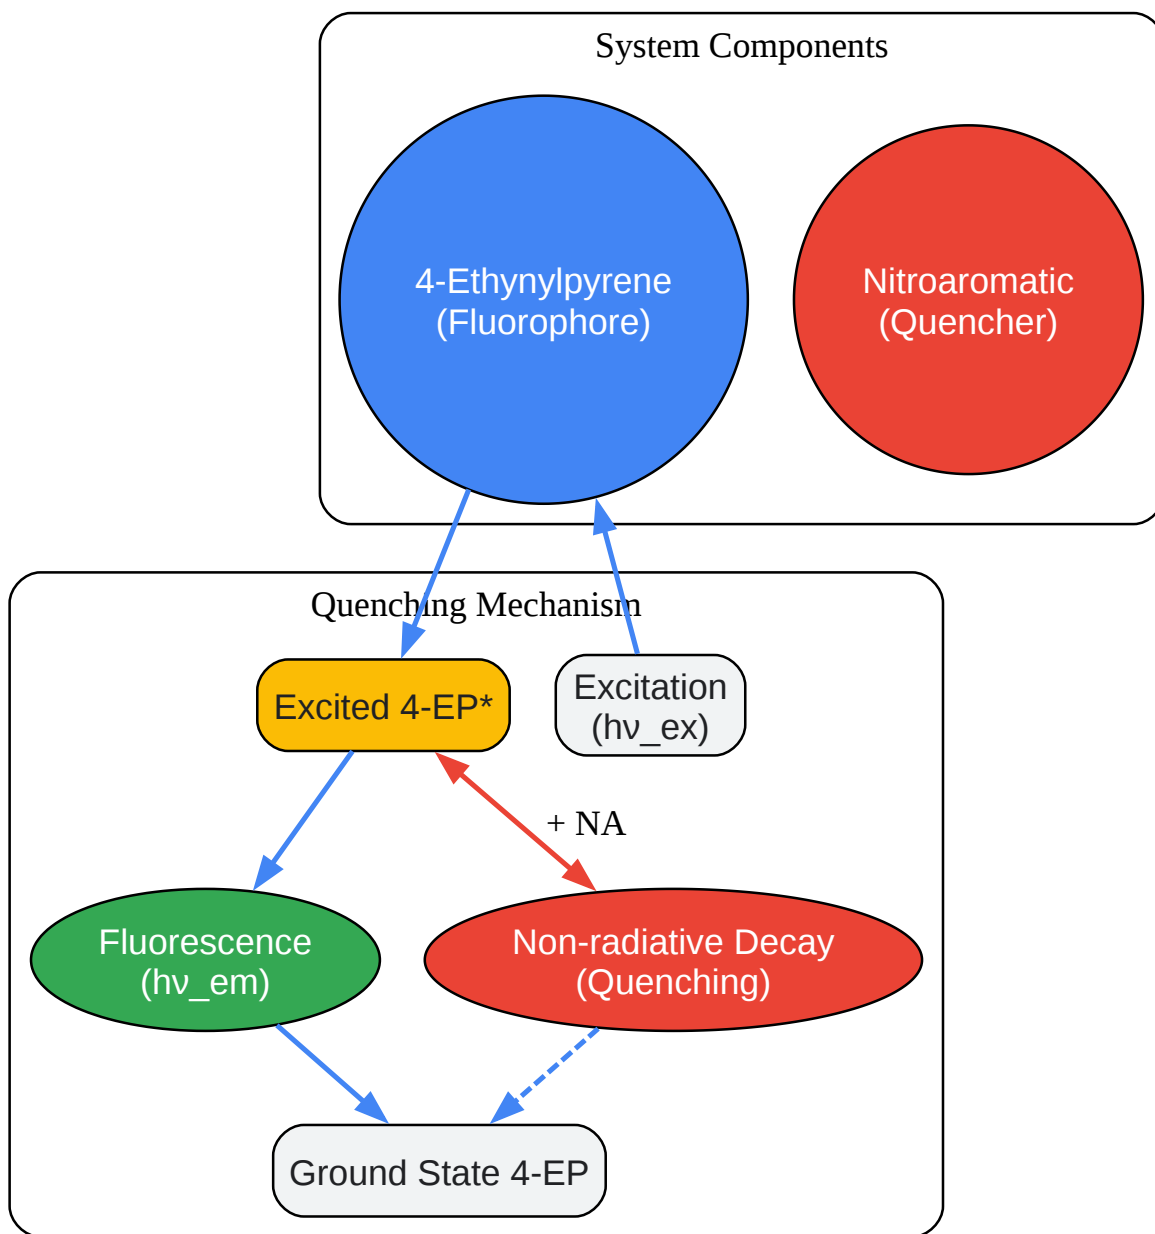 System Components
4-Ethynylpyrene
(Fluorophore)
Nitroaromatic
(Quencher)
Quenching Mechanism
Excited 4-EP*
Excitation
(hν_ex)
+ NA
Fluorescence
(hν_em)
Non-radiative Decay
(Quenching)
Ground State 4-EP